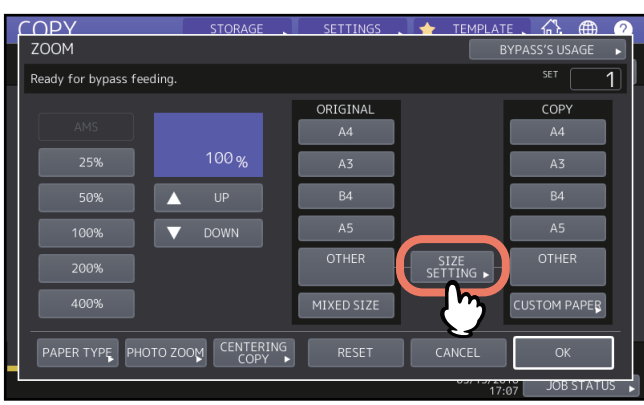 COPY STORAGE SETTINGS TEMPLATE ?
ZOOM BYPASS'S USAGE
Ready for bypass feeding. SET 1
ORIGINAL COPY
AMS A4 A4
25% 100 % A3 A3
50% UP B4 B4
100% DOWN A5 A5
200% OTHER SIZE OTHER
SETTING
400% MIXED SIZE CUSTOM PAPER
PAPER TYPE PHOTO ZOOM CENTERING RESET CANCEL OK
COPY
17:07 JOB STATUS